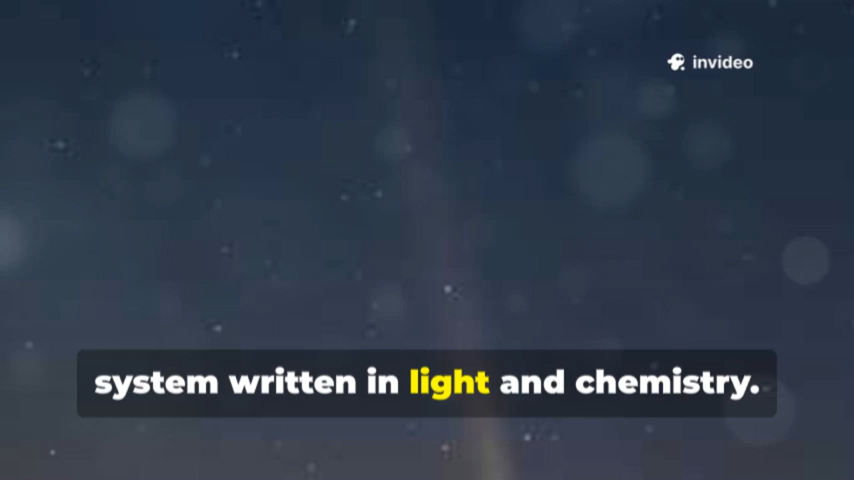 invideo
system written in light and chemistry.